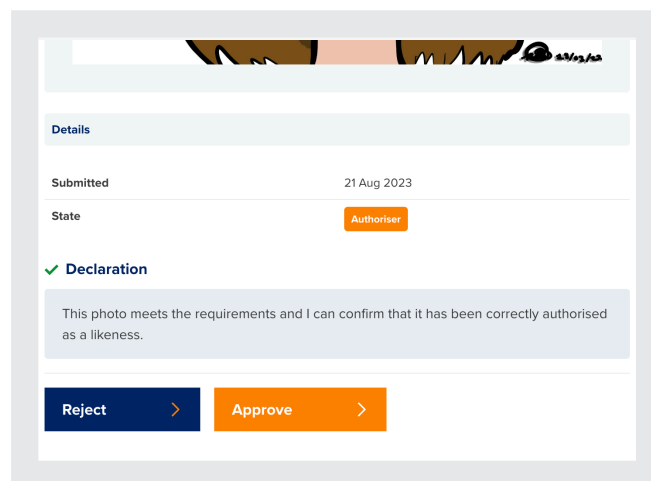 Details
Submitted 21 Aug 2023
State Authoriser
Declaration
This photo meets the requirements and I can confirm that it has been correctly authorised
as a likeness.
Reject Approve